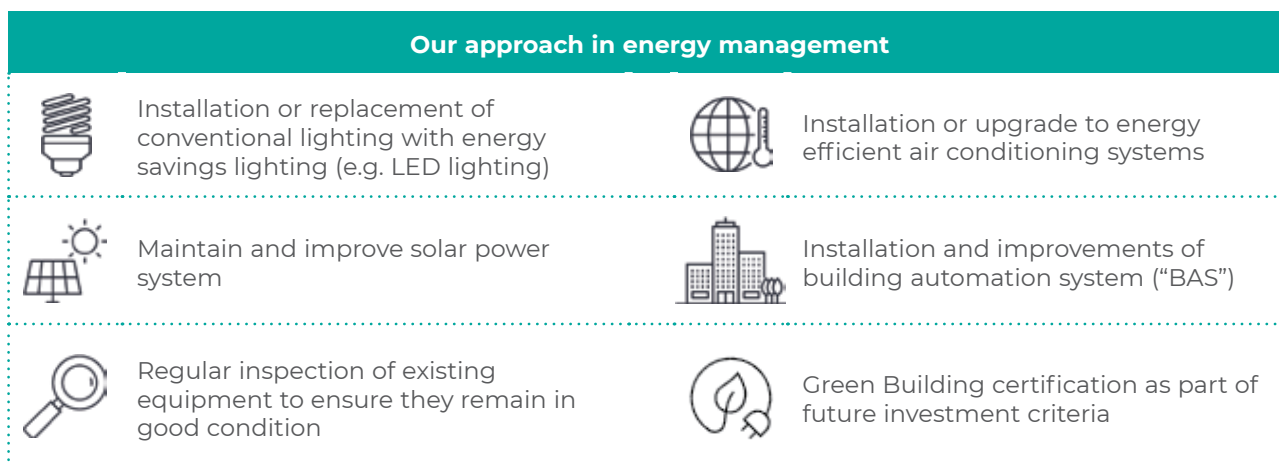 Our approach in energy management
Installation or replacement of
conventional lighting with energy
savings lighting (e.g. LED lighting)
Installation or upgrade to energy
efficient air conditioning systems
Maintain and improve solar power
system
Installation and improvements of
building automation system (“BAS”)
Regular inspection of existing
equipment to ensure they remain in
good condition
Green Building certification as part of
future investment criteria